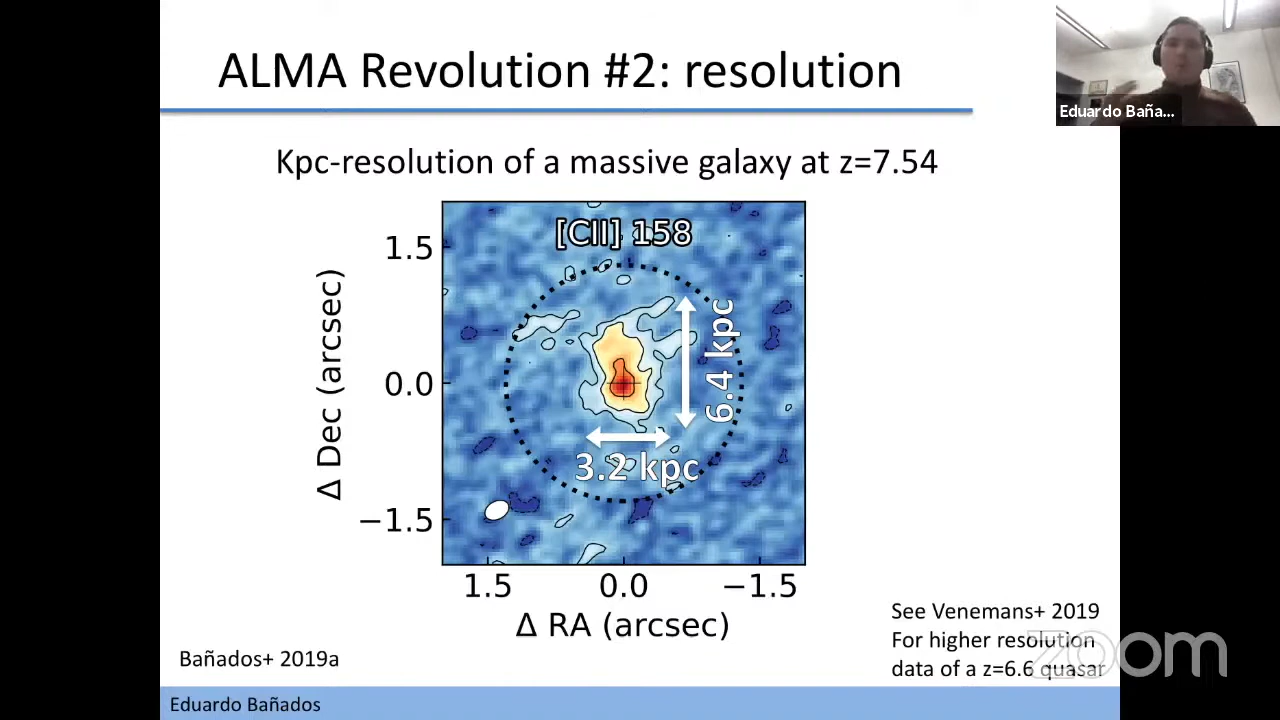 ALMA Revolution #2: resolution
Eduardo Baña...
Kpc-resolution of a massive galaxy at z=7.54
[CII] 158
1.5
0.0
−1.5
Δ Dec (arcsec)
6.4 kpc
3.2 kpc
1.5 0.0 −1.5
Δ RA (arcsec)
See Venemans+ 2019
For higher resolution
data of a z=6.6 quasar
zoom
Bañados+ 2019a
Eduardo Bañados